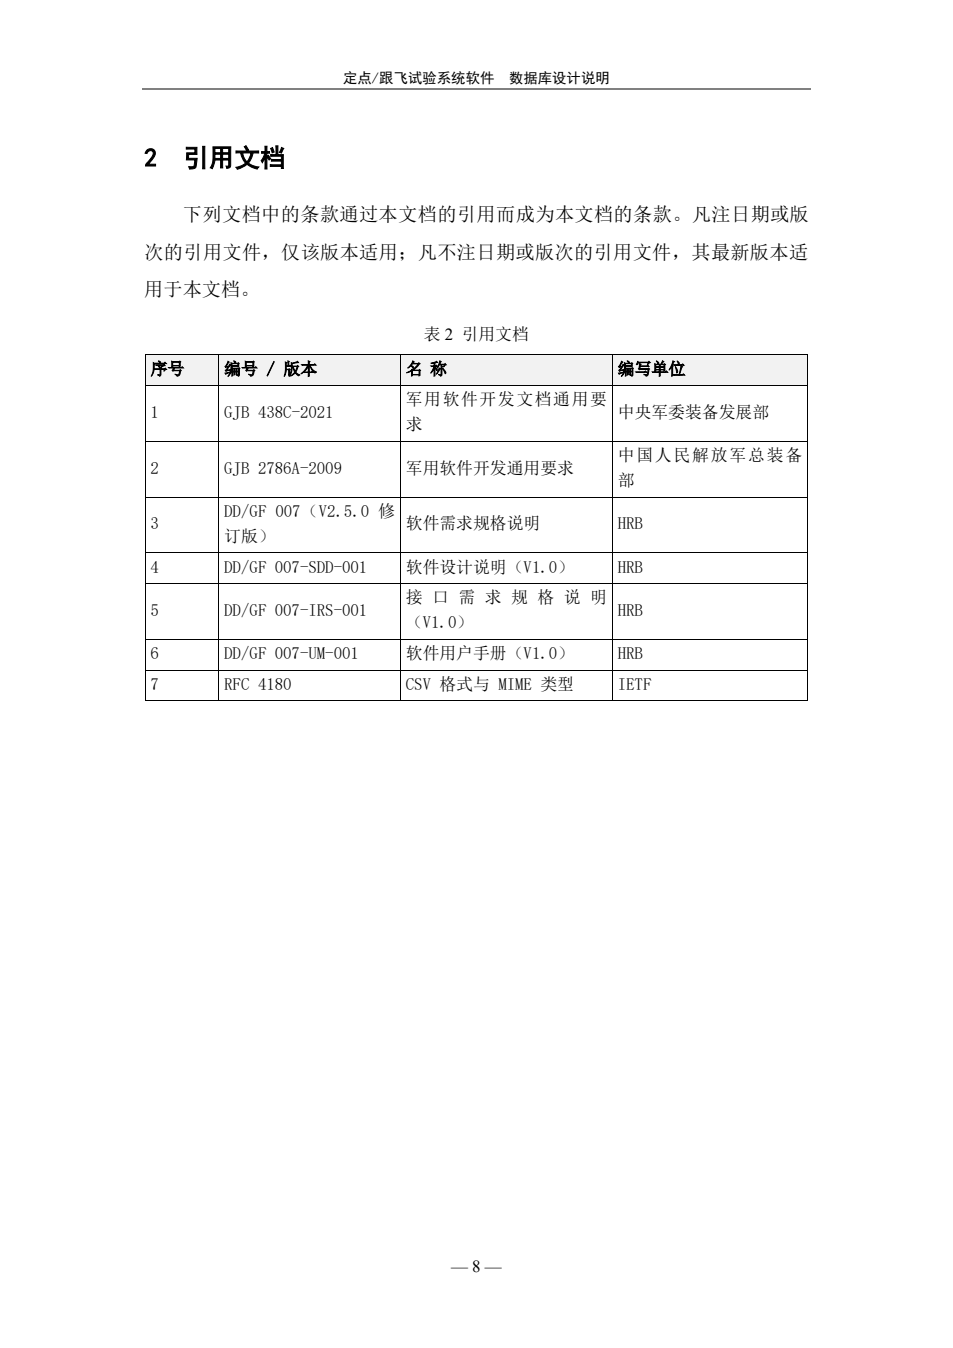 定点/跟飞试验系统软件　数据库设计说明
2　引用文档
下列文档中的条款通过本文档的引用而成为本文档的条款。凡注日期或版
次的引用文件，仅该版本适用；凡不注日期或版次的引用文件，其最新版本适
用于本文档。
表 2 引用文档
序号 编号 / 版本 名 称 编写单位
1 GJB 438C-2021 军用软件开发文档通用要
求 中央军委装备发展部
2 GJB 2786A-2009 军用软件开发通用要求 中国人民解放军总装备
部
3 DD/GF 007（V2.5.0 修
订版） 软件需求规格说明 HRB
4 DD/GF 007-SDD-001 软件设计说明（V1.0） HRB
5 DD/GF 007-IRS-001 接口需求规格说明
（V1.0） HRB
6 DD/GF 007-UM-001 软件用户手册（V1.0） HRB
7 RFC 4180 CSV 格式与 MIME 类型 IETF
— 8 —